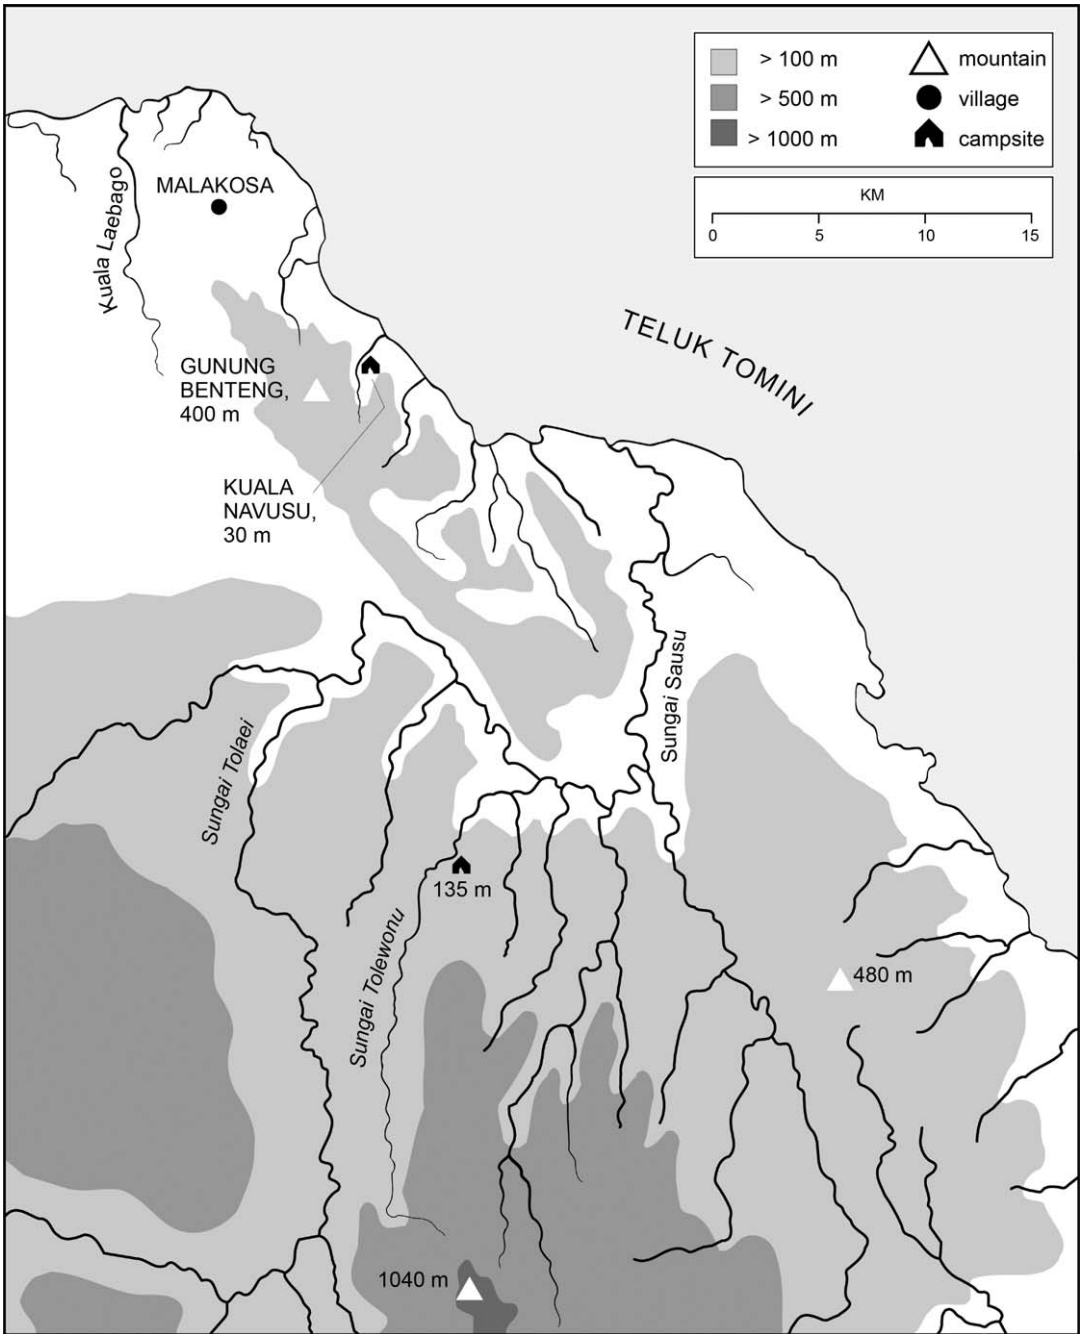 > 100 m
mountain
> 500 m
village
> 1000 m
campsite
KM
0
5
10
15
MALAKOSA
Kuala Laebago
TELUK TOMINI
GUNUNG
BENTENG,
400 m
KUALA
NAVUSU,
30 m
Sungai Sausu
Sungai Tolaei
135 m
Sungai Tolewonu
480 m
1040 m